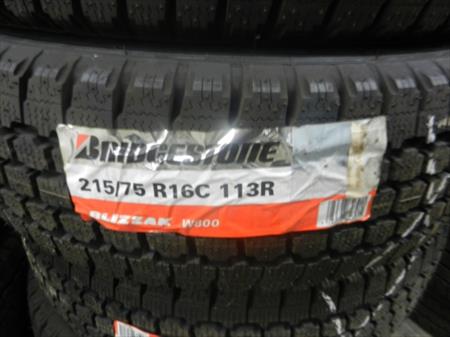 BRIDGESTONE
215/75 R16C 113R
BLIZZAK W800